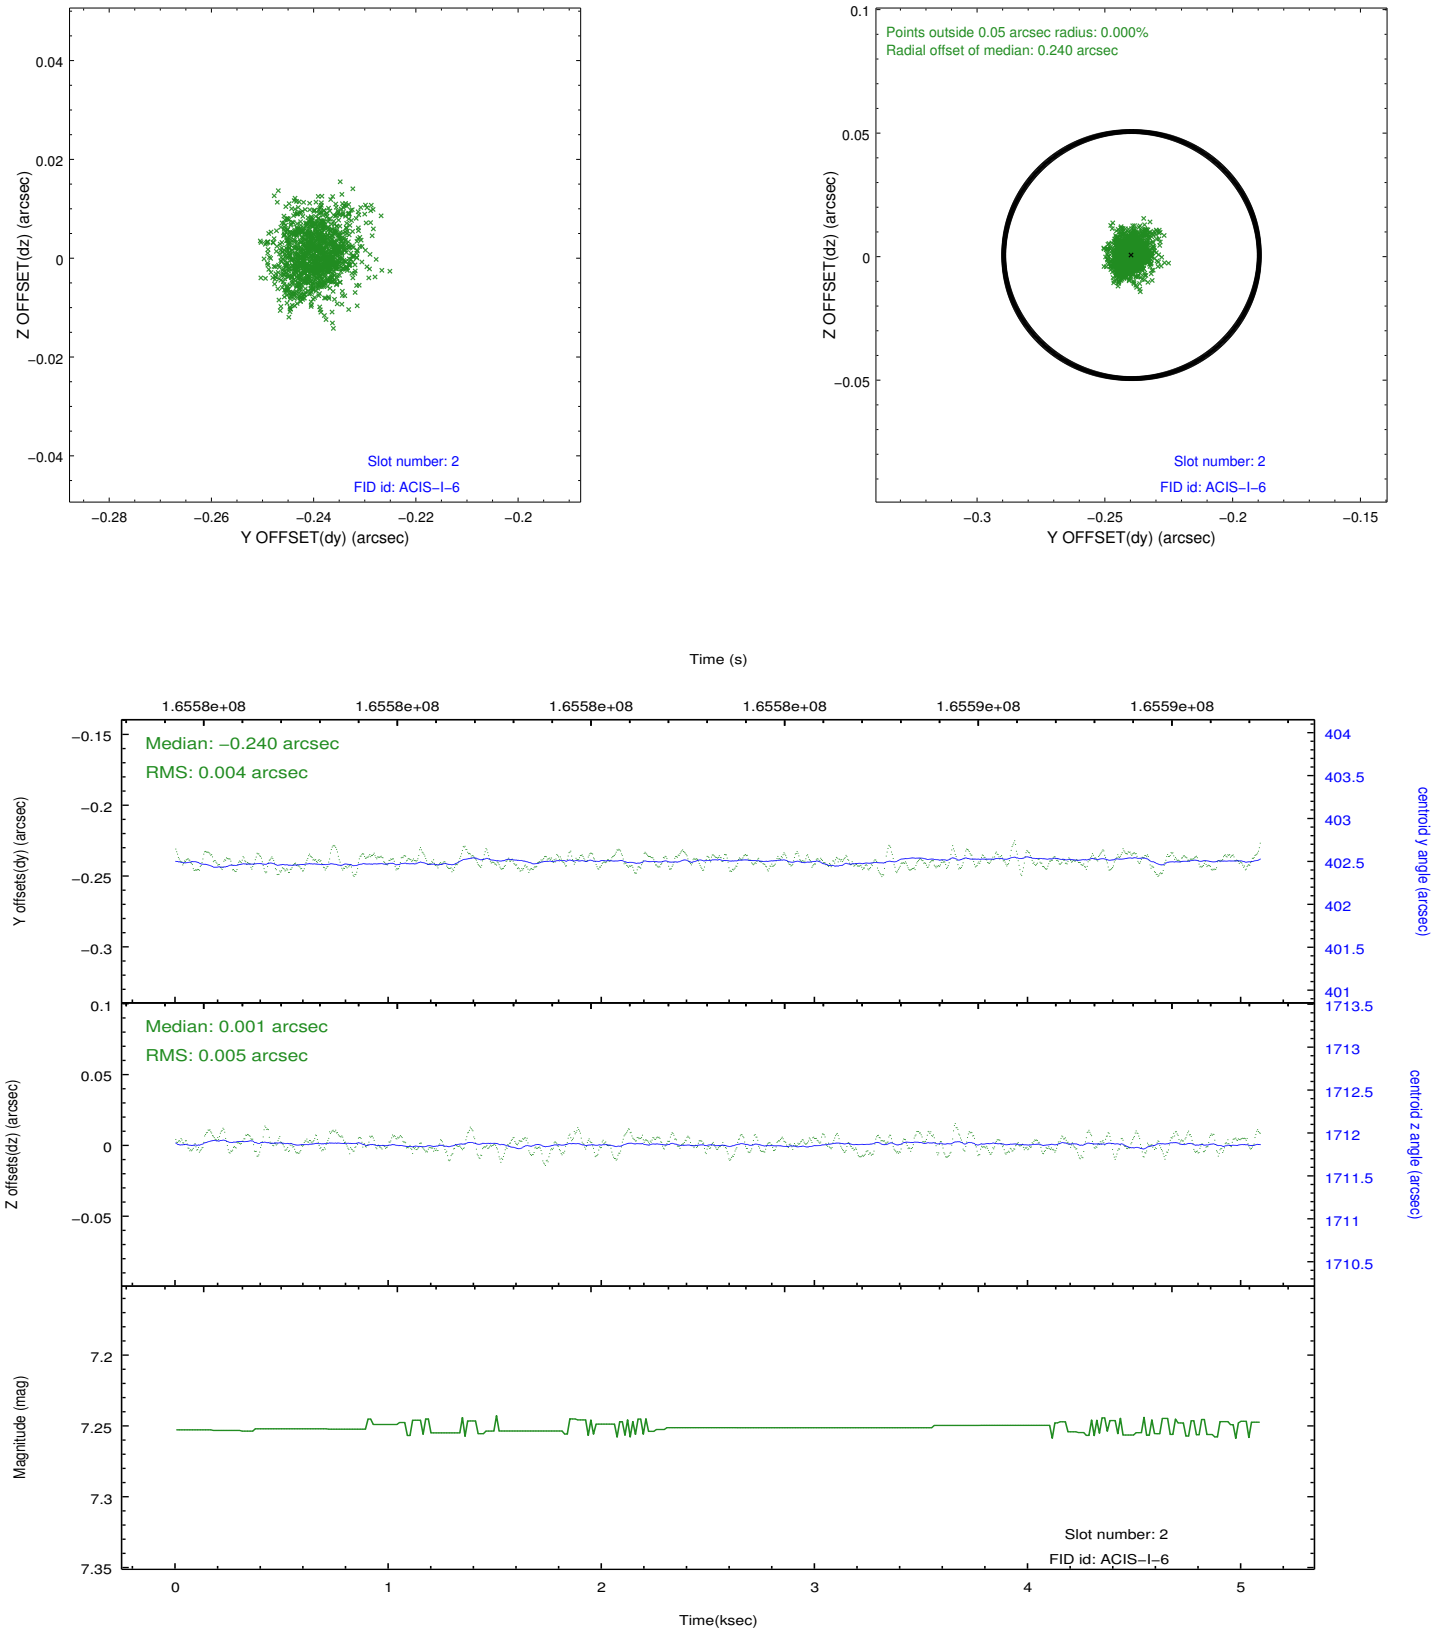 0.04
0.02
0
−0.02
−0.04
Z OFFSET(dz) (arcsec)
Slot number: 2
FID id: ACIS−I−6
−0.28
−0.26
−0.24
−0.22
−0.2
Y OFFSET(dy) (arcsec)
0.1
0.05
0
−0.05
Z OFFSET(dz) (arcsec)
Points outside 0.05 arcsec radius: 0.000%
Radial offset of median: 0.240 arcsec
Slot number: 2
FID id: ACIS−I−6
−0.3
−0.25
−0.2
−0.15
Y OFFSET(dy) (arcsec)
Time (s)
1.6558e+08
1.6558e+08
1.6558e+08
1.6558e+08
1.6559e+08
1.6559e+08
−0.15
−0.2
−0.25
−0.3
Y offsets(dy) (arcsec)
Median: −0.240 arcsec
RMS: 0.004 arcsec
404
403.5
403
402.5
402
401.5
401
centroid y angle (arcsec)
0.1
0.05
0
−0.05
Z offsets(dz) (arcsec)
Median: 0.001 arcsec
RMS: 0.005 arcsec
1713.5
1713
1712.5
1712
1711.5
1711
1710.5
centroid z angle (arcsec)
7.2
7.25
7.3
7.35
Magnitude (mag)
Slot number: 2
FID id: ACIS−I−6
0
1
2
3
4
5
Time(ksec)